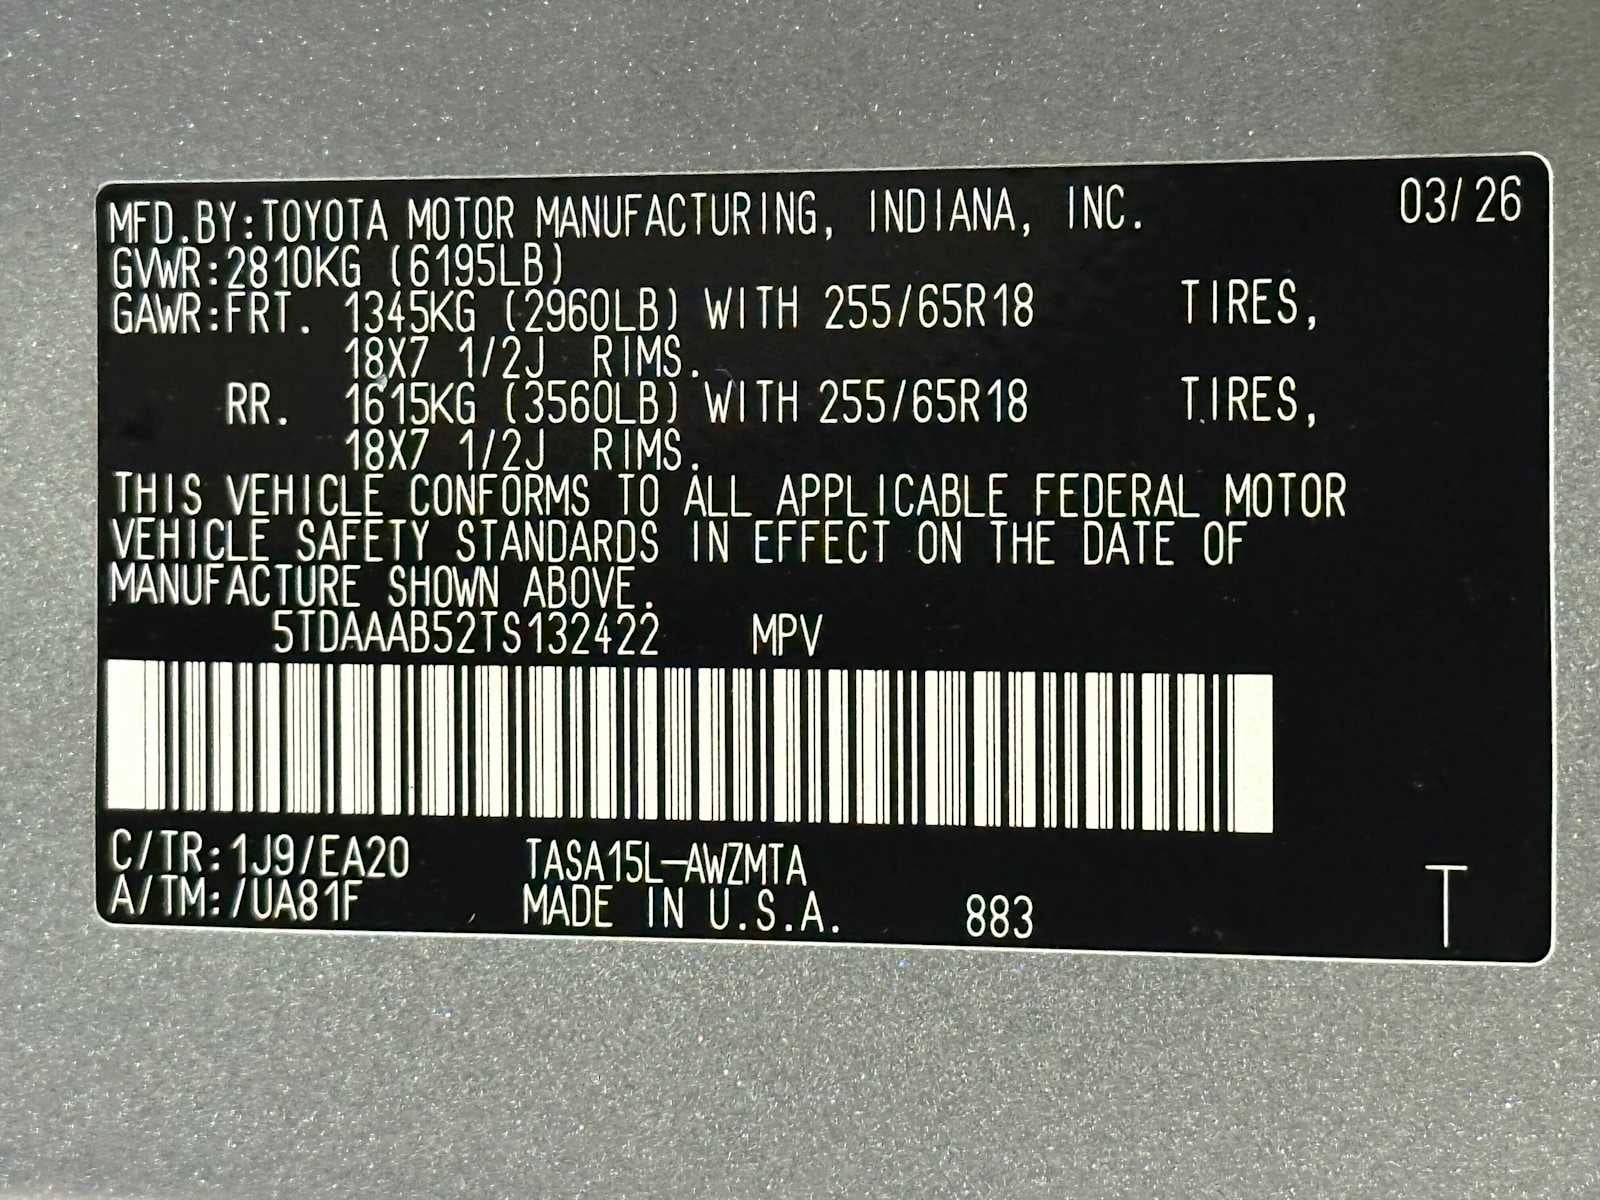 MFD.BY:TOYOTA MOTOR MANUFACTURING, INDIANA, INC. 03/26
GVWR:2810KG (6195LB)
GAWR:FRT. 1345KG (2960LB) WITH 255/65R18 TIRES,
18X7 1/2J RIMS.
RR. 1615KG (3560LB) WITH 255/65R18 TIRES,
18X7 1/2J RIMS.
THIS VEHICLE CONFORMS TO ALL APPLICABLE FEDERAL MOTOR
VEHICLE SAFETY STANDARDS IN EFFECT ON THE DATE OF
MANUFACTURE SHOWN ABOVE.
5TDAAAB52TS132422 MPV
C/TR:1J9/EA20 TASA15L-AWZMTA
A/TM:/UA81F MADE IN U.S.A. 883 T